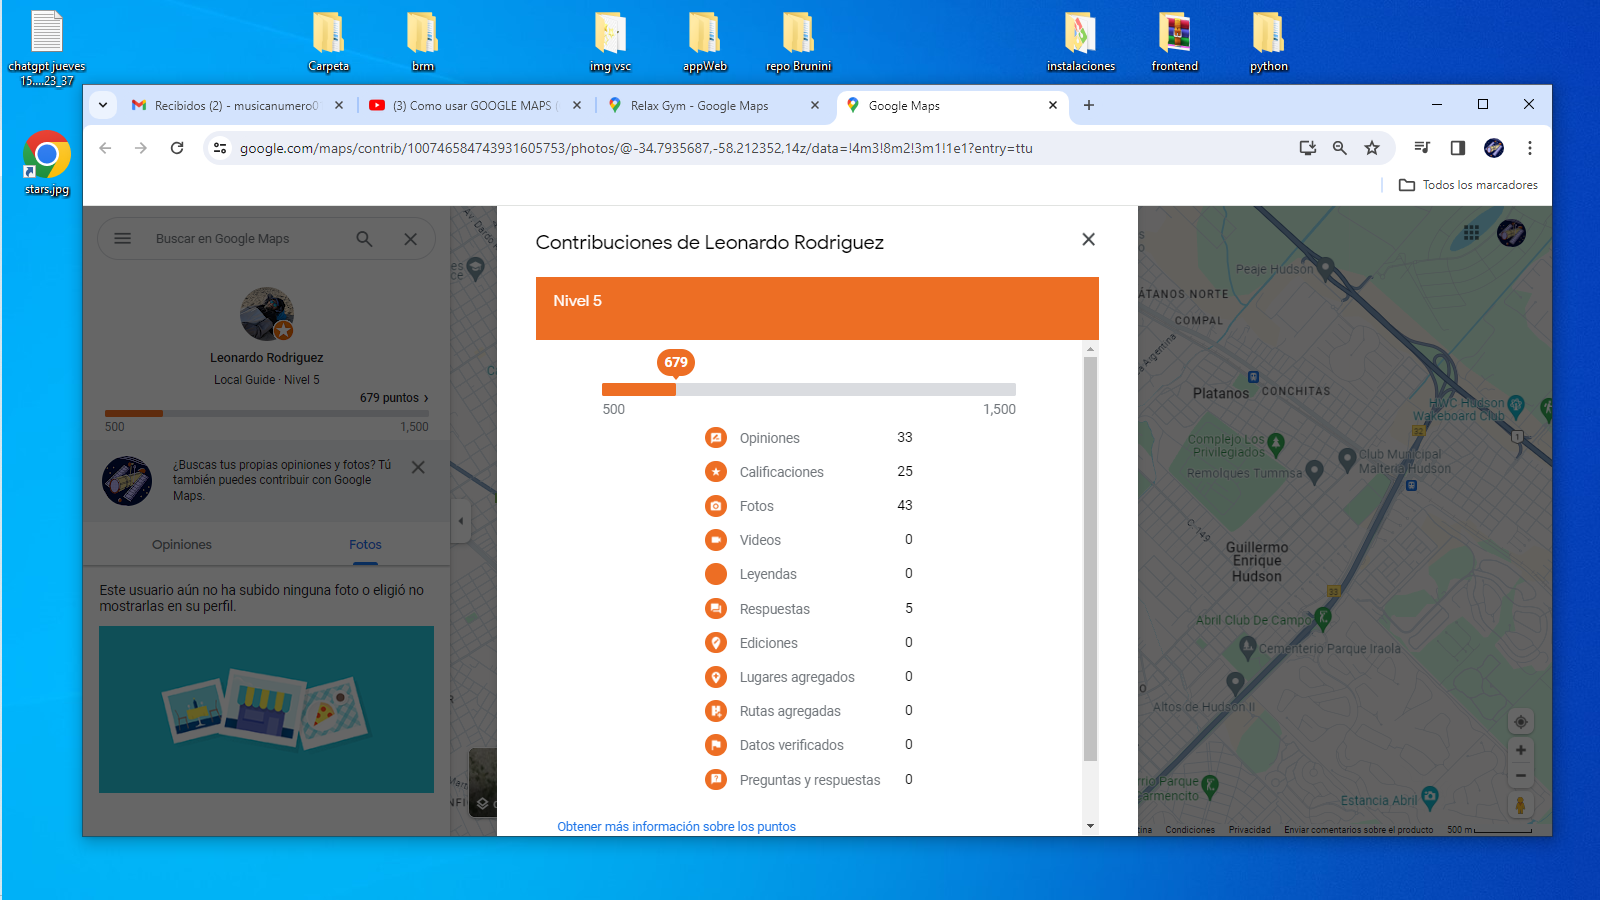 chatgpt jueves
15....23_37
Carpeta
brm
img vsc
appWeb
repo Brunini
instalaciones
frontend
python
stars.jpg
Recibidos (2) - musicanumero0
(3) Como usar GOOGLE MAPS
Relax Gym - Google Maps
Google Maps
google.com/maps/contrib/100746584743931605753/photos/@-34.7935687,-58.212352,14z/data=!4m3!8m2!3m1!1e1?entry=ttu
Todos los marcadores
Buscar en Google Maps
Leonardo Rodriguez
Local Guide · Nivel 5
679 puntos ›
500 1,500
¿Buscas tus propias opiniones y fotos? Tú
también puedes contribuir con Google
Maps.
Opiniones Fotos
Este usuario aún no ha subido ninguna foto o eligió no
mostrarlas en su perfil.
Contribuciones de Leonardo Rodriguez
Nivel 5
679
500 1,500
Opiniones 33
Calificaciones 25
Fotos 43
Videos 0
Leyendas 0
Respuestas 5
Ediciones 0
Lugares agregados 0
Rutas agregadas 0
Datos verificados 0
Preguntas y respuestas 0
Obtener más información sobre los puntos
Peaje Hudson
ÁTANOS NORTE
COMPAL
Argentina
Platanos
CONCHITAS
HWC Hudson
Wakeboard Club
32
1
Complejo Los
Privilegiados
Remolques Tummsa
Club Municipal
Malteria Hudson
C-149
Guillermo
Enrique
Hudson
33
Abril Club De Campo
Cementerio Parque Iraola
Altos de Hudson II
Parque
Estancia Abril
Condiciones
Privacidad
Enviar comentarios sobre el producto
500 m